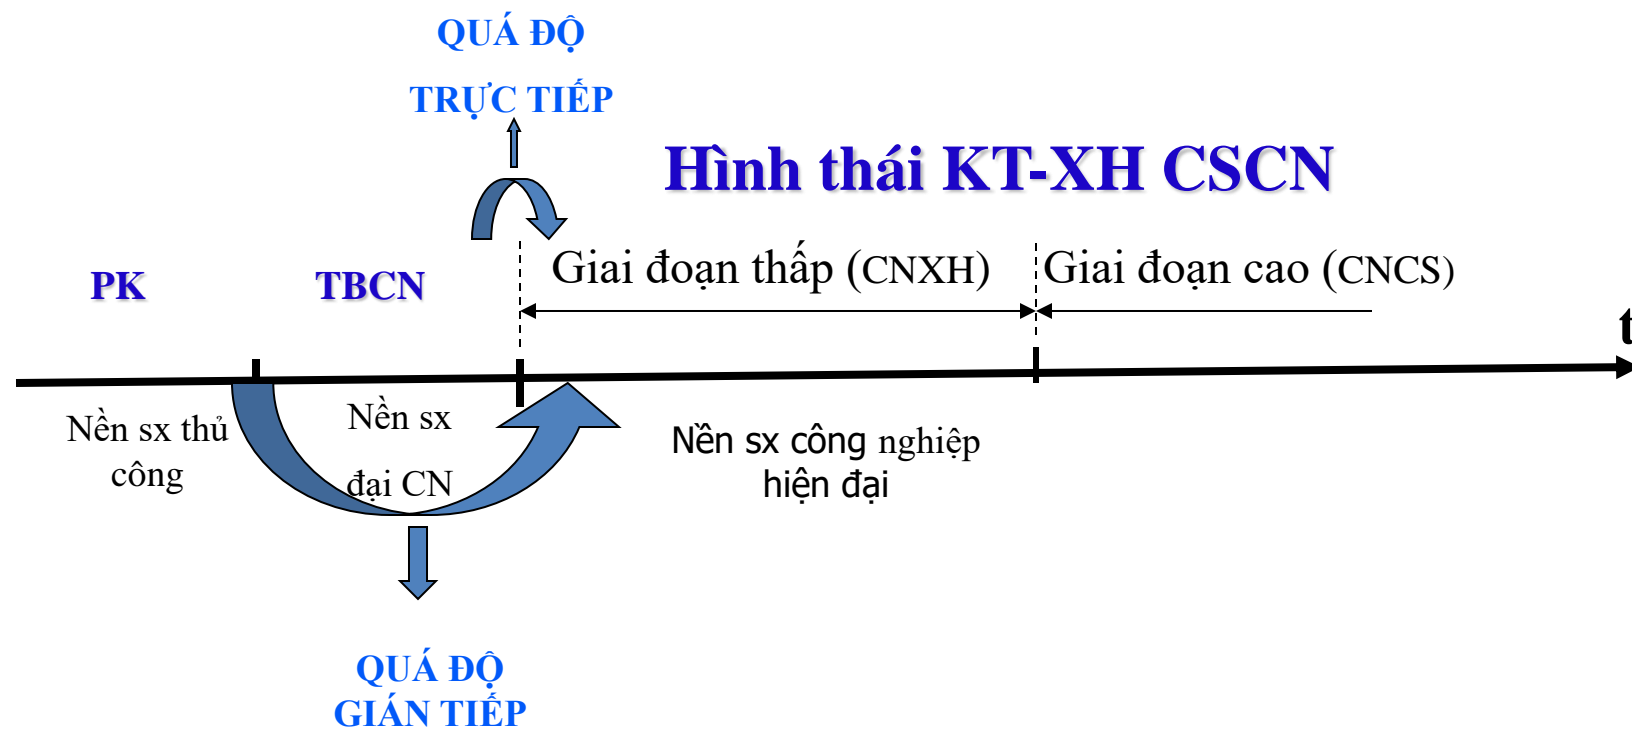 QUÁ ĐỘ
TRỰC TIẾP
Hình thái KT-XH CSCN
PK
TBCN
Giai đoạn thấp (CNXH)
Giai đoạn cao (CNCS)
t
Nền sx thủ
công
Nền sx
đại CN
Nền sx công nghiệp
hiện đại
QUÁ ĐỘ
GIÁN TIẾP